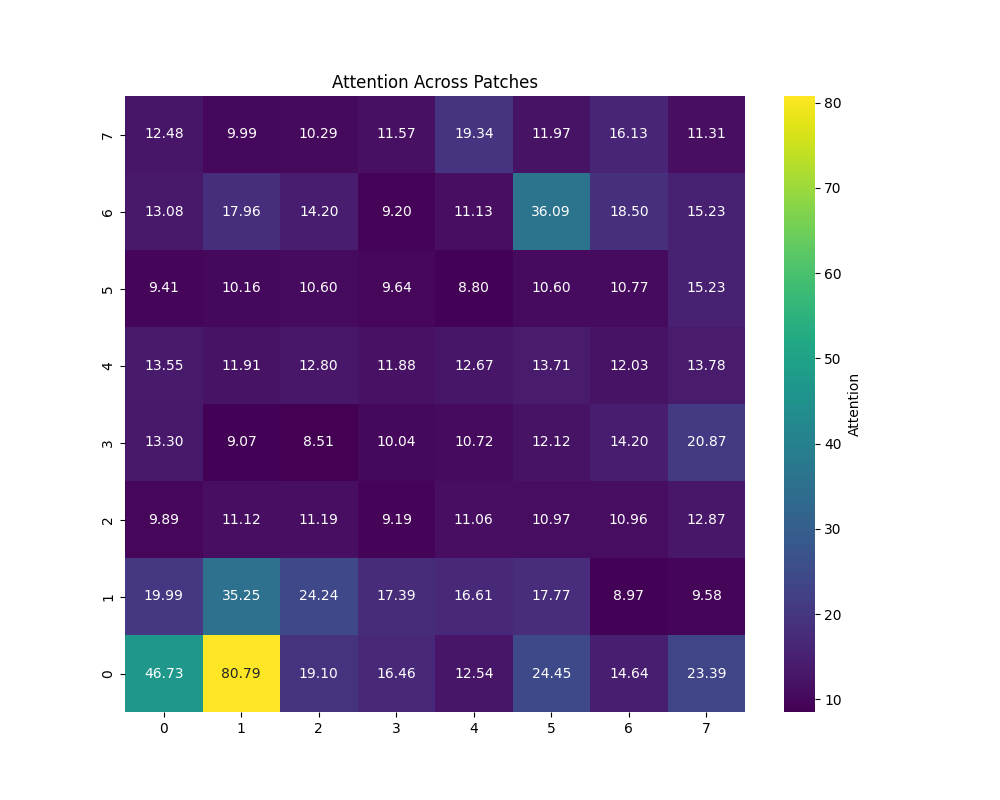 Attention Across Patches
7 12.48 9.99 10.29 11.57 19.34 11.97 16.13 11.31
6 13.08 17.96 14.20 9.20 11.13 36.09 18.50 15.23
5 9.41 10.16 10.60 9.64 8.80 10.60 10.77 15.23
4 13.55 11.91 12.80 11.88 12.67 13.71 12.03 13.78
3 13.30 9.07 8.51 10.04 10.72 12.12 14.20 20.87
2 9.89 11.12 11.19 9.19 11.06 10.97 10.96 12.87
1 19.99 35.25 24.24 17.39 16.61 17.77 8.97 9.58
0 46.73 80.79 19.10 16.46 12.54 24.45 14.64 23.39
0 1 2 3 4 5 6 7
80
70
60
50
40
30
20
10
Attention